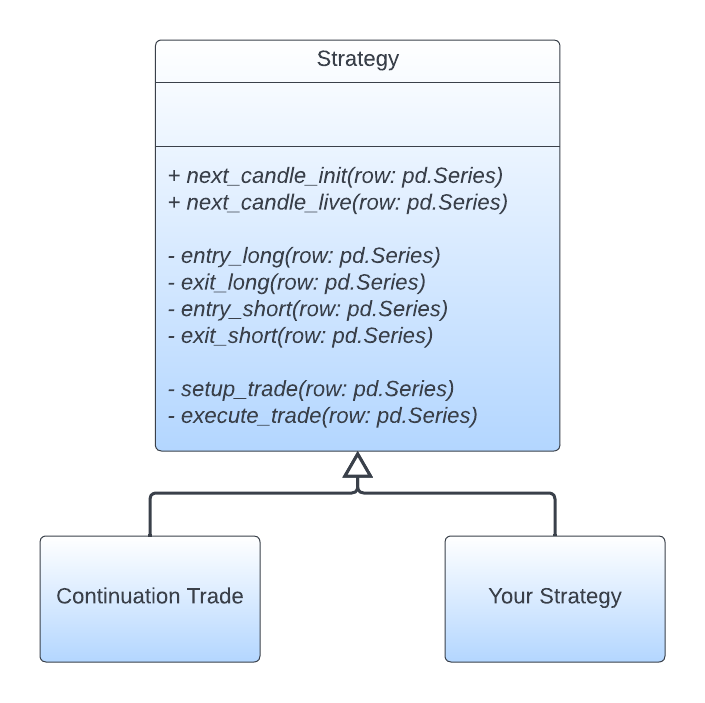 Strategy
+ next_candle_init(row: pd.Series)
+ next_candle_live(row: pd.Series)
- entry_long(row: pd.Series)
- exit_long(row: pd.Series)
- entry_short(row: pd.Series)
- exit_short(row: pd.Series)
- setup_trade(row: pd.Series)
- execute_trade(row: pd.Series)
Continuation Trade
Your Strategy